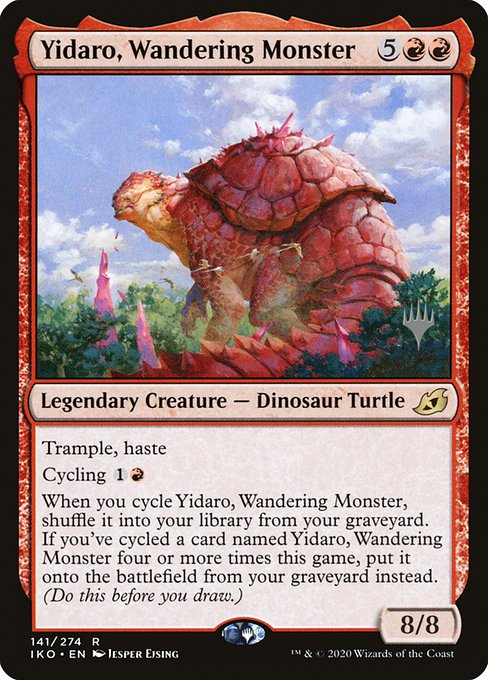 Yidaro, Wandering Monster 5
Legendary Creature — Dinosaur Turtle
Trample, haste
Cycling 1
When you cycle Yidaro, Wandering Monster,
shuffle it into your library from your graveyard.
If you've cycled a card named Yidaro, Wandering
Monster four or more times this game, put it
onto the battlefield from your graveyard instead.
(Do this before you draw.)
8/8
141/274 R
IKO • EN Jesper Ejsing
™ & © 2020 Wizards of the Coast